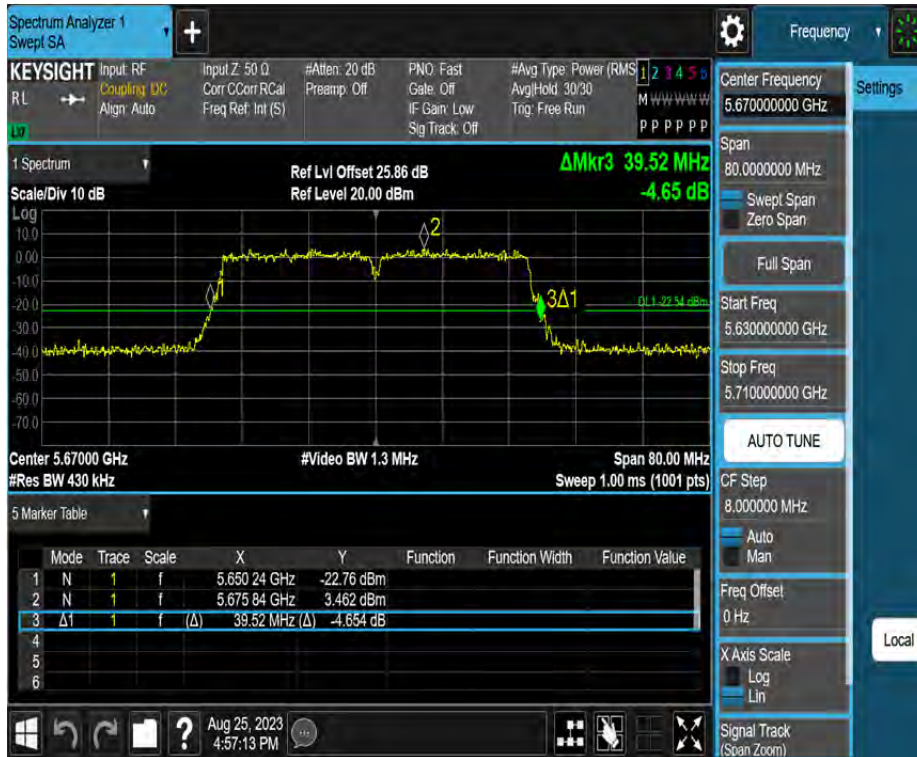 Spectrum Analyzer 1
Swept SA
+
Frequency
KEYSIGHT
RL
LXI
Input: RF
Coupling: DC
Align: Auto
Input Z: 50 Ω
Corr CCorr RCal
Freq Ref: Int (S)
#Atten: 20 dB
Preamp: Off
PNO: Fast
Gate: Off
IF Gain: Low
Sig Track: Off
#Avg Type: Power (RMS
Avg|Hold: 30/30
Trig: Free Run
1 2 3 4 5 6
M W W W W W
P P P P P P
1 Spectrum
Scale/Div 10 dB
Ref Lvl Offset 25.86 dB
Ref Level 20.00 dBm
ΔMkr3 39.52 MHz
-4.65 dB
Log
10.0
0.00
-10.0
-20.0
-30.0
-40.0
-50.0
-60.0
-70.0
2
3Δ1
DL1 -22.54 dBm
Center 5.67000 GHz
#Video BW 1.3 MHz
Span 80.00 MHz
#Res BW 430 kHz
Sweep 1.00 ms (1001 pts)
5 Marker Table
Mode Trace Scale X Y Function Function Width Function Value
1 N 1 f 5.650 24 GHz -22.76 dBm
2 N 1 f 5.675 84 GHz 3.462 dBm
3 Δ1 1 f (Δ) 39.52 MHz (Δ) -4.654 dB
4
5
6
?
Aug 25, 2023
4:57:13 PM
Center Frequency
5.670000000 GHz
Span
80.0000000 MHz
Swept Span
Zero Span
Full Span
Start Freq
5.630000000 GHz
Stop Freq
5.710000000 GHz
AUTO TUNE
CF Step
8.000000 MHz
Auto
Man
Freq Offset
0 Hz
X Axis Scale
Log
Lin
Signal Track
(Span Zoom)
Settings
Local